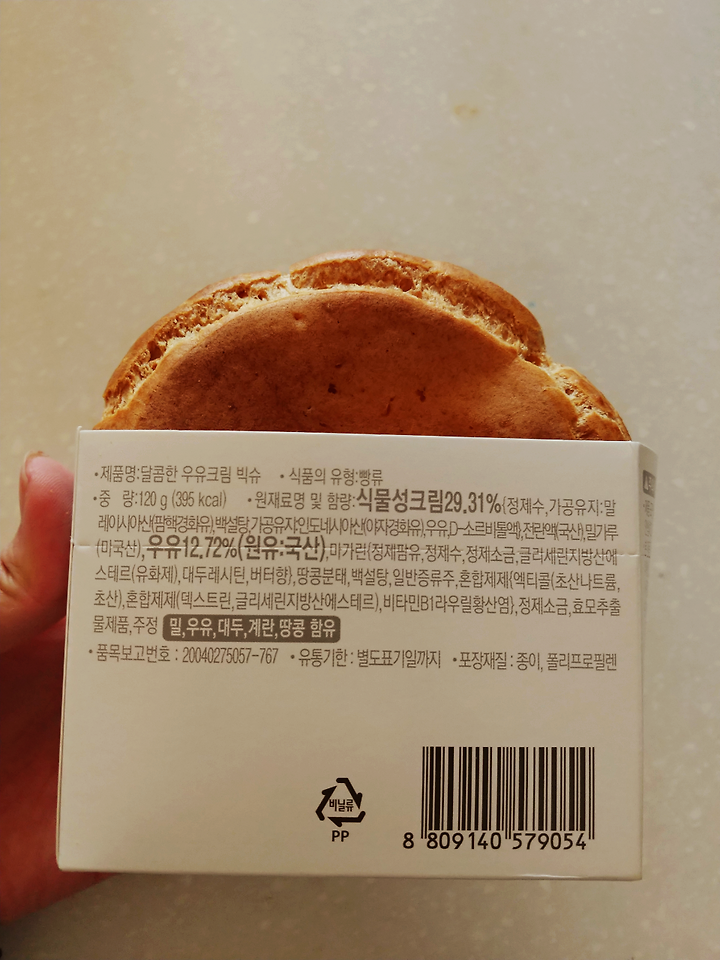 •제품명:달콤한 우유크림 빅슈 •식품의 유형:빵류
•중 량:120 g (395 kcal) •원재료명 및 함량:식물성크림29.31%{정제수,가공유지:말
레이시아산(팜핵경화유),백설탕,가공유지:인도네시아산(야자경화유),우유,D-소르비톨액},전란액(국산),밀가루
(미국산),우유12.72%(원유:국산),마가린{정제팜유,정제수,정제소금,글리세린지방산에
스테르(유화제),대두레시틴,버터향},땅콩분태,백설탕,일반증류주,혼합제제{엑티콜(초산나트륨,
초산),혼합제제(덱스트린,글리세린지방산에스테르),비타민B1라우릴황산염},정제소금,효모추출
물제품,주정 밀,우유,대두,계란,땅콩 함유
•품목보고번호 : 20040275057-767 •유통기한 : 별도표기일까지 •포장재질 : 종이, 폴리프로필렌
비닐류
PP
8 809140 579054